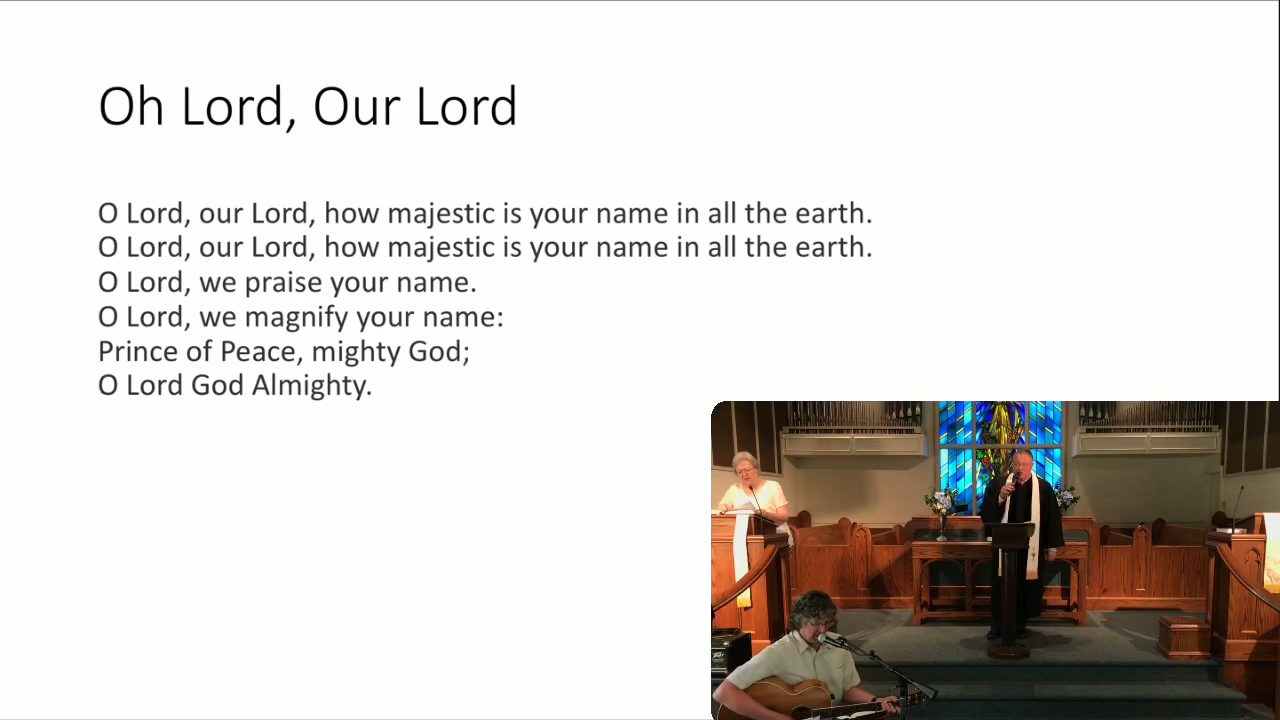 Oh Lord, Our Lord
O Lord, our Lord, how majestic is your name in all the earth.
O Lord, our Lord, how majestic is your name in all the earth.
O Lord, we praise your name.
O Lord, we magnify your name:
Prince of Peace, mighty God;
O Lord God Almighty.